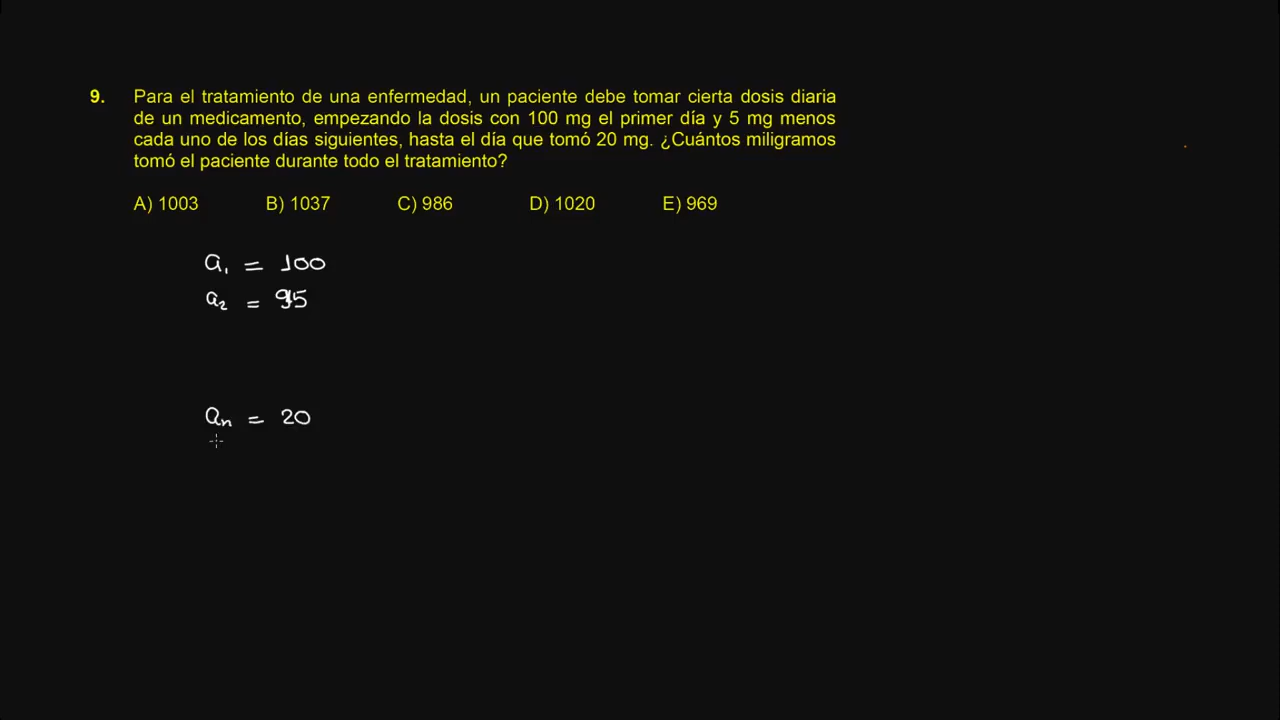 9. Para el tratamiento de una enfermedad, un paciente debe tomar cierta dosis diaria
de un medicamento, empezando la dosis con 100 mg el primer día y 5 mg menos
cada uno de los días siguientes, hasta el día que tomó 20 mg. ¿Cuántos miligramos
tomó el paciente durante todo el tratamiento?
A) 1003 B) 1037 C) 986 D) 1020 E) 969
a₁ = 100
a₂ = 95
aₙ = 20